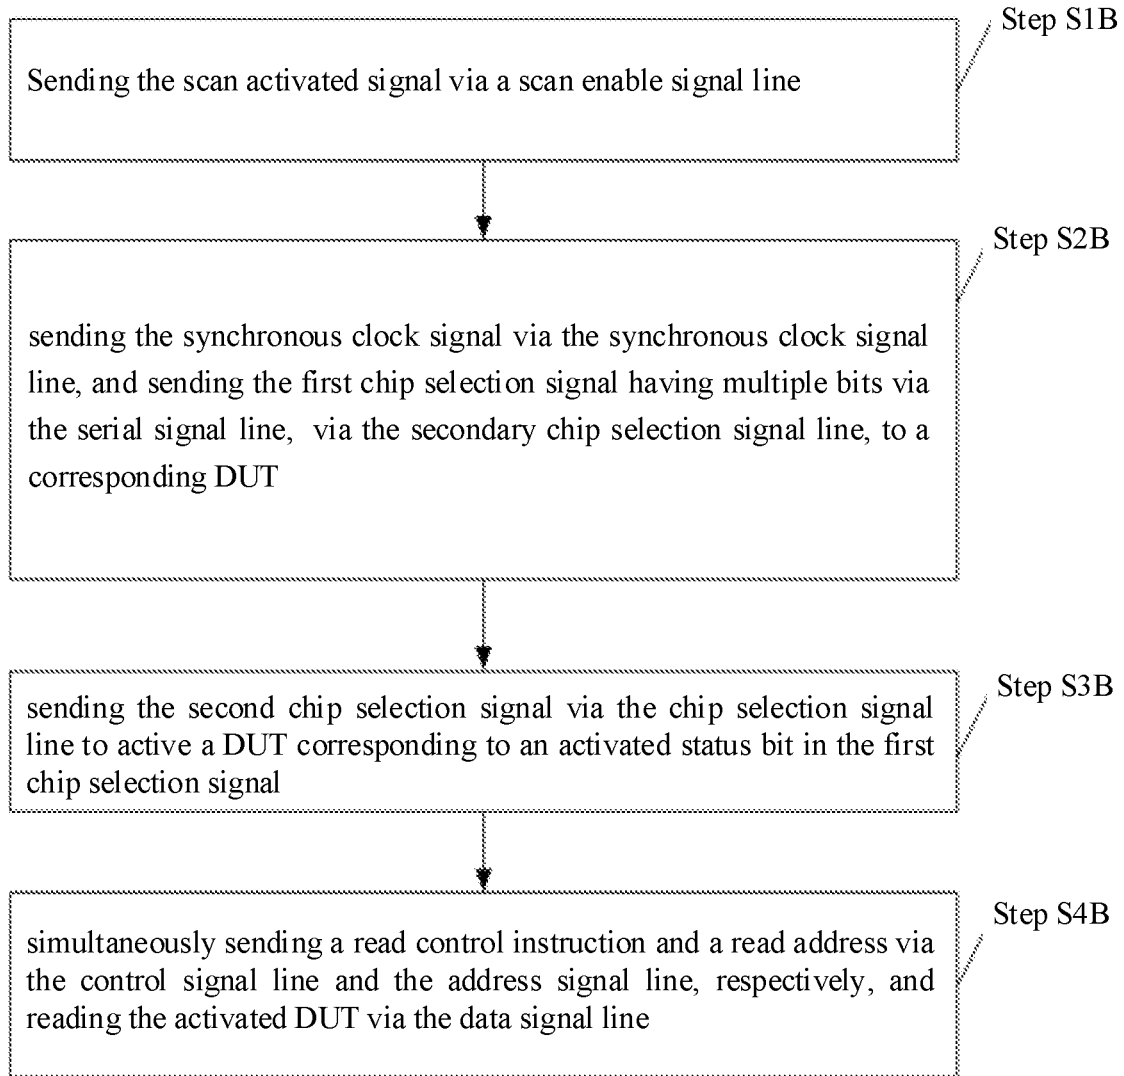 Step S1B
Sending the scan activated signal via a scan enable signal line
Step S2B
sending the synchronous clock signal via the synchronous clock signal
line, and sending the first chip selection signal having multiple bits via
the serial signal line, via the secondary chip selection signal line, to a
corresponding DUT
Step S3B
sending the second chip selection signal via the chip selection signal
line to active a DUT corresponding to an activated status bit in the first
chip selection signal
Step S4B
simultaneously sending a read control instruction and a read address via
the control signal line and the address signal line, respectively, and
reading the activated DUT via the data signal line